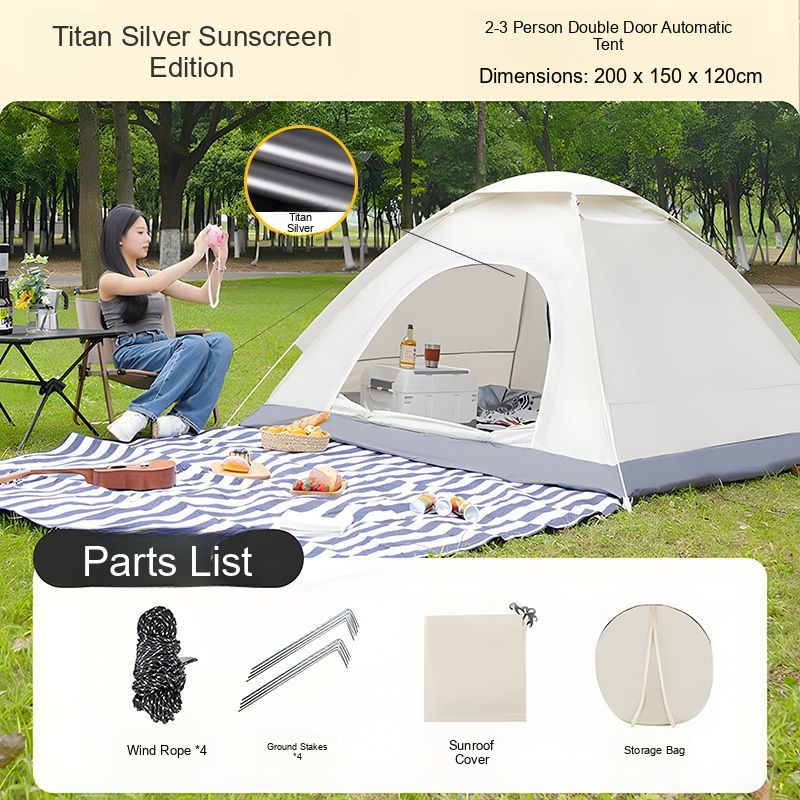 Titan Silver Sunscreen
Edition
2-3 Person Double Door Automatic
Tent
Dimensions: 200 x 150 x 120cm
Titan
Silver
Parts List
Wind Rope *4
Ground Stakes
*4
Sunroof
Cover
Storage Bag